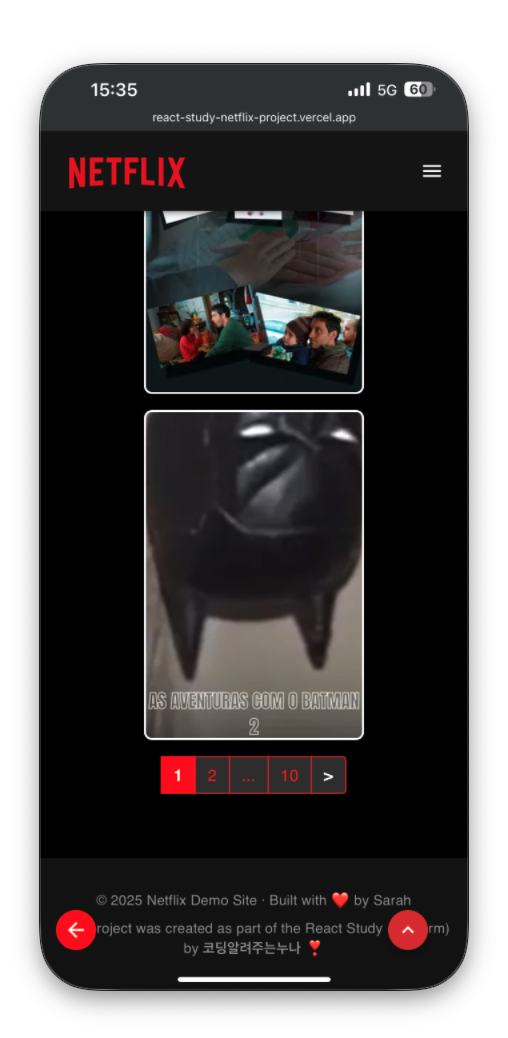 15:35
5G 60
react-study-netflix-project.vercel.app
NETFLIX
AS AVENTURAS COM O BATMAN
2
1 2 ... 10 >
© 2025 Netflix Demo Site · Built with ❤️ by Sarah
roject was created as part of the React Study rm)
by 코딩알려주는누나 ❣️